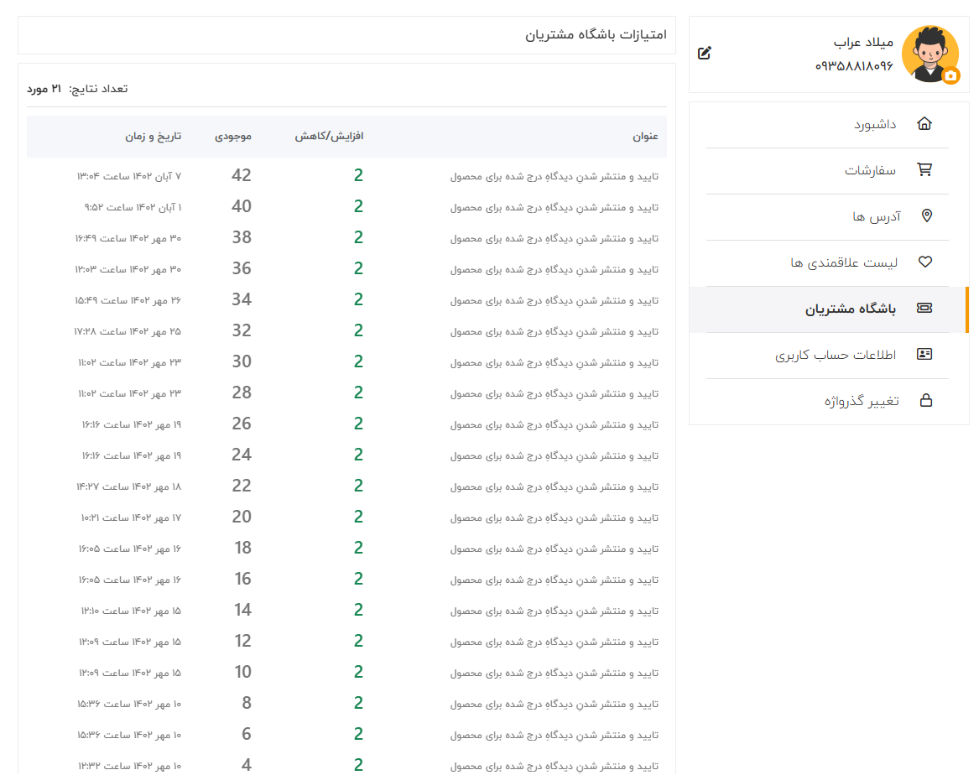 میلاد عراب
۰۹۳۵۸۸۱۸۰۹۶
داشبورد
سفارشات
آدرس ها
لیست علاقمندی ها
باشگاه مشتریان
اطلاعات حساب کاربری
تغییر گذرواژه
امتیازات باشگاه مشتریان
تعداد نتایج: ۲۱ مورد
عنوان افزایش/کاهش موجودی تاریخ و زمان
تایید و منتشر شدن دیدگاهِ درج شده برای محصول 2 42 ۷ آبان ۱۴۰۲ ساعت ۱۳:۰۴
تایید و منتشر شدن دیدگاهِ درج شده برای محصول 2 40 ۱ آبان ۱۴۰۲ ساعت ۹:۵۲
تایید و منتشر شدن دیدگاهِ درج شده برای محصول 2 38 ۳۰ مهر ۱۴۰۲ ساعت ۱۶:۴۹
تایید و منتشر شدن دیدگاهِ درج شده برای محصول 2 36 ۳۰ مهر ۱۴۰۲ ساعت ۱۲:۰۳
تایید و منتشر شدن دیدگاهِ درج شده برای محصول 2 34 ۲۶ مهر ۱۴۰۲ ساعت ۱۵:۴۹
تایید و منتشر شدن دیدگاهِ درج شده برای محصول 2 32 ۲۵ مهر ۱۴۰۲ ساعت ۱۷:۲۸
تایید و منتشر شدن دیدگاهِ درج شده برای محصول 2 30 ۲۳ مهر ۱۴۰۲ ساعت ۱۱:۰۲
تایید و منتشر شدن دیدگاهِ درج شده برای محصول 2 28 ۲۳ مهر ۱۴۰۲ ساعت ۱۱:۰۲
تایید و منتشر شدن دیدگاهِ درج شده برای محصول 2 26 ۱۹ مهر ۱۴۰۲ ساعت ۱۶:۱۶
تایید و منتشر شدن دیدگاهِ درج شده برای محصول 2 24 ۱۹ مهر ۱۴۰۲ ساعت ۱۶:۱۶
تایید و منتشر شدن دیدگاهِ درج شده برای محصول 2 22 ۱۸ مهر ۱۴۰۲ ساعت ۱۴:۲۷
تایید و منتشر شدن دیدگاهِ درج شده برای محصول 2 20 ۱۷ مهر ۱۴۰۲ ساعت ۱۰:۲۱
تایید و منتشر شدن دیدگاهِ درج شده برای محصول 2 18 ۱۶ مهر ۱۴۰۲ ساعت ۱۶:۰۵
تایید و منتشر شدن دیدگاهِ درج شده برای محصول 2 16 ۱۶ مهر ۱۴۰۲ ساعت ۱۶:۰۵
تایید و منتشر شدن دیدگاهِ درج شده برای محصول 2 14 ۱۵ مهر ۱۴۰۲ ساعت ۱۲:۱۰
تایید و منتشر شدن دیدگاهِ درج شده برای محصول 2 12 ۱۵ مهر ۱۴۰۲ ساعت ۱۲:۰۹
تایید و منتشر شدن دیدگاهِ درج شده برای محصول 2 10 ۱۵ مهر ۱۴۰۲ ساعت ۱۲:۰۹
تایید و منتشر شدن دیدگاهِ درج شده برای محصول 2 8 ۱۰ مهر ۱۴۰۲ ساعت ۱۵:۳۶
تایید و منتشر شدن دیدگاهِ درج شده برای محصول 2 6 ۱۰ مهر ۱۴۰۲ ساعت ۱۵:۳۶
تایید و منتشر شدن دیدگاهِ درج شده برای محصول 2 4 ۱۰ مهر ۱۴۰۲ ساعت ۱۲:۳۲